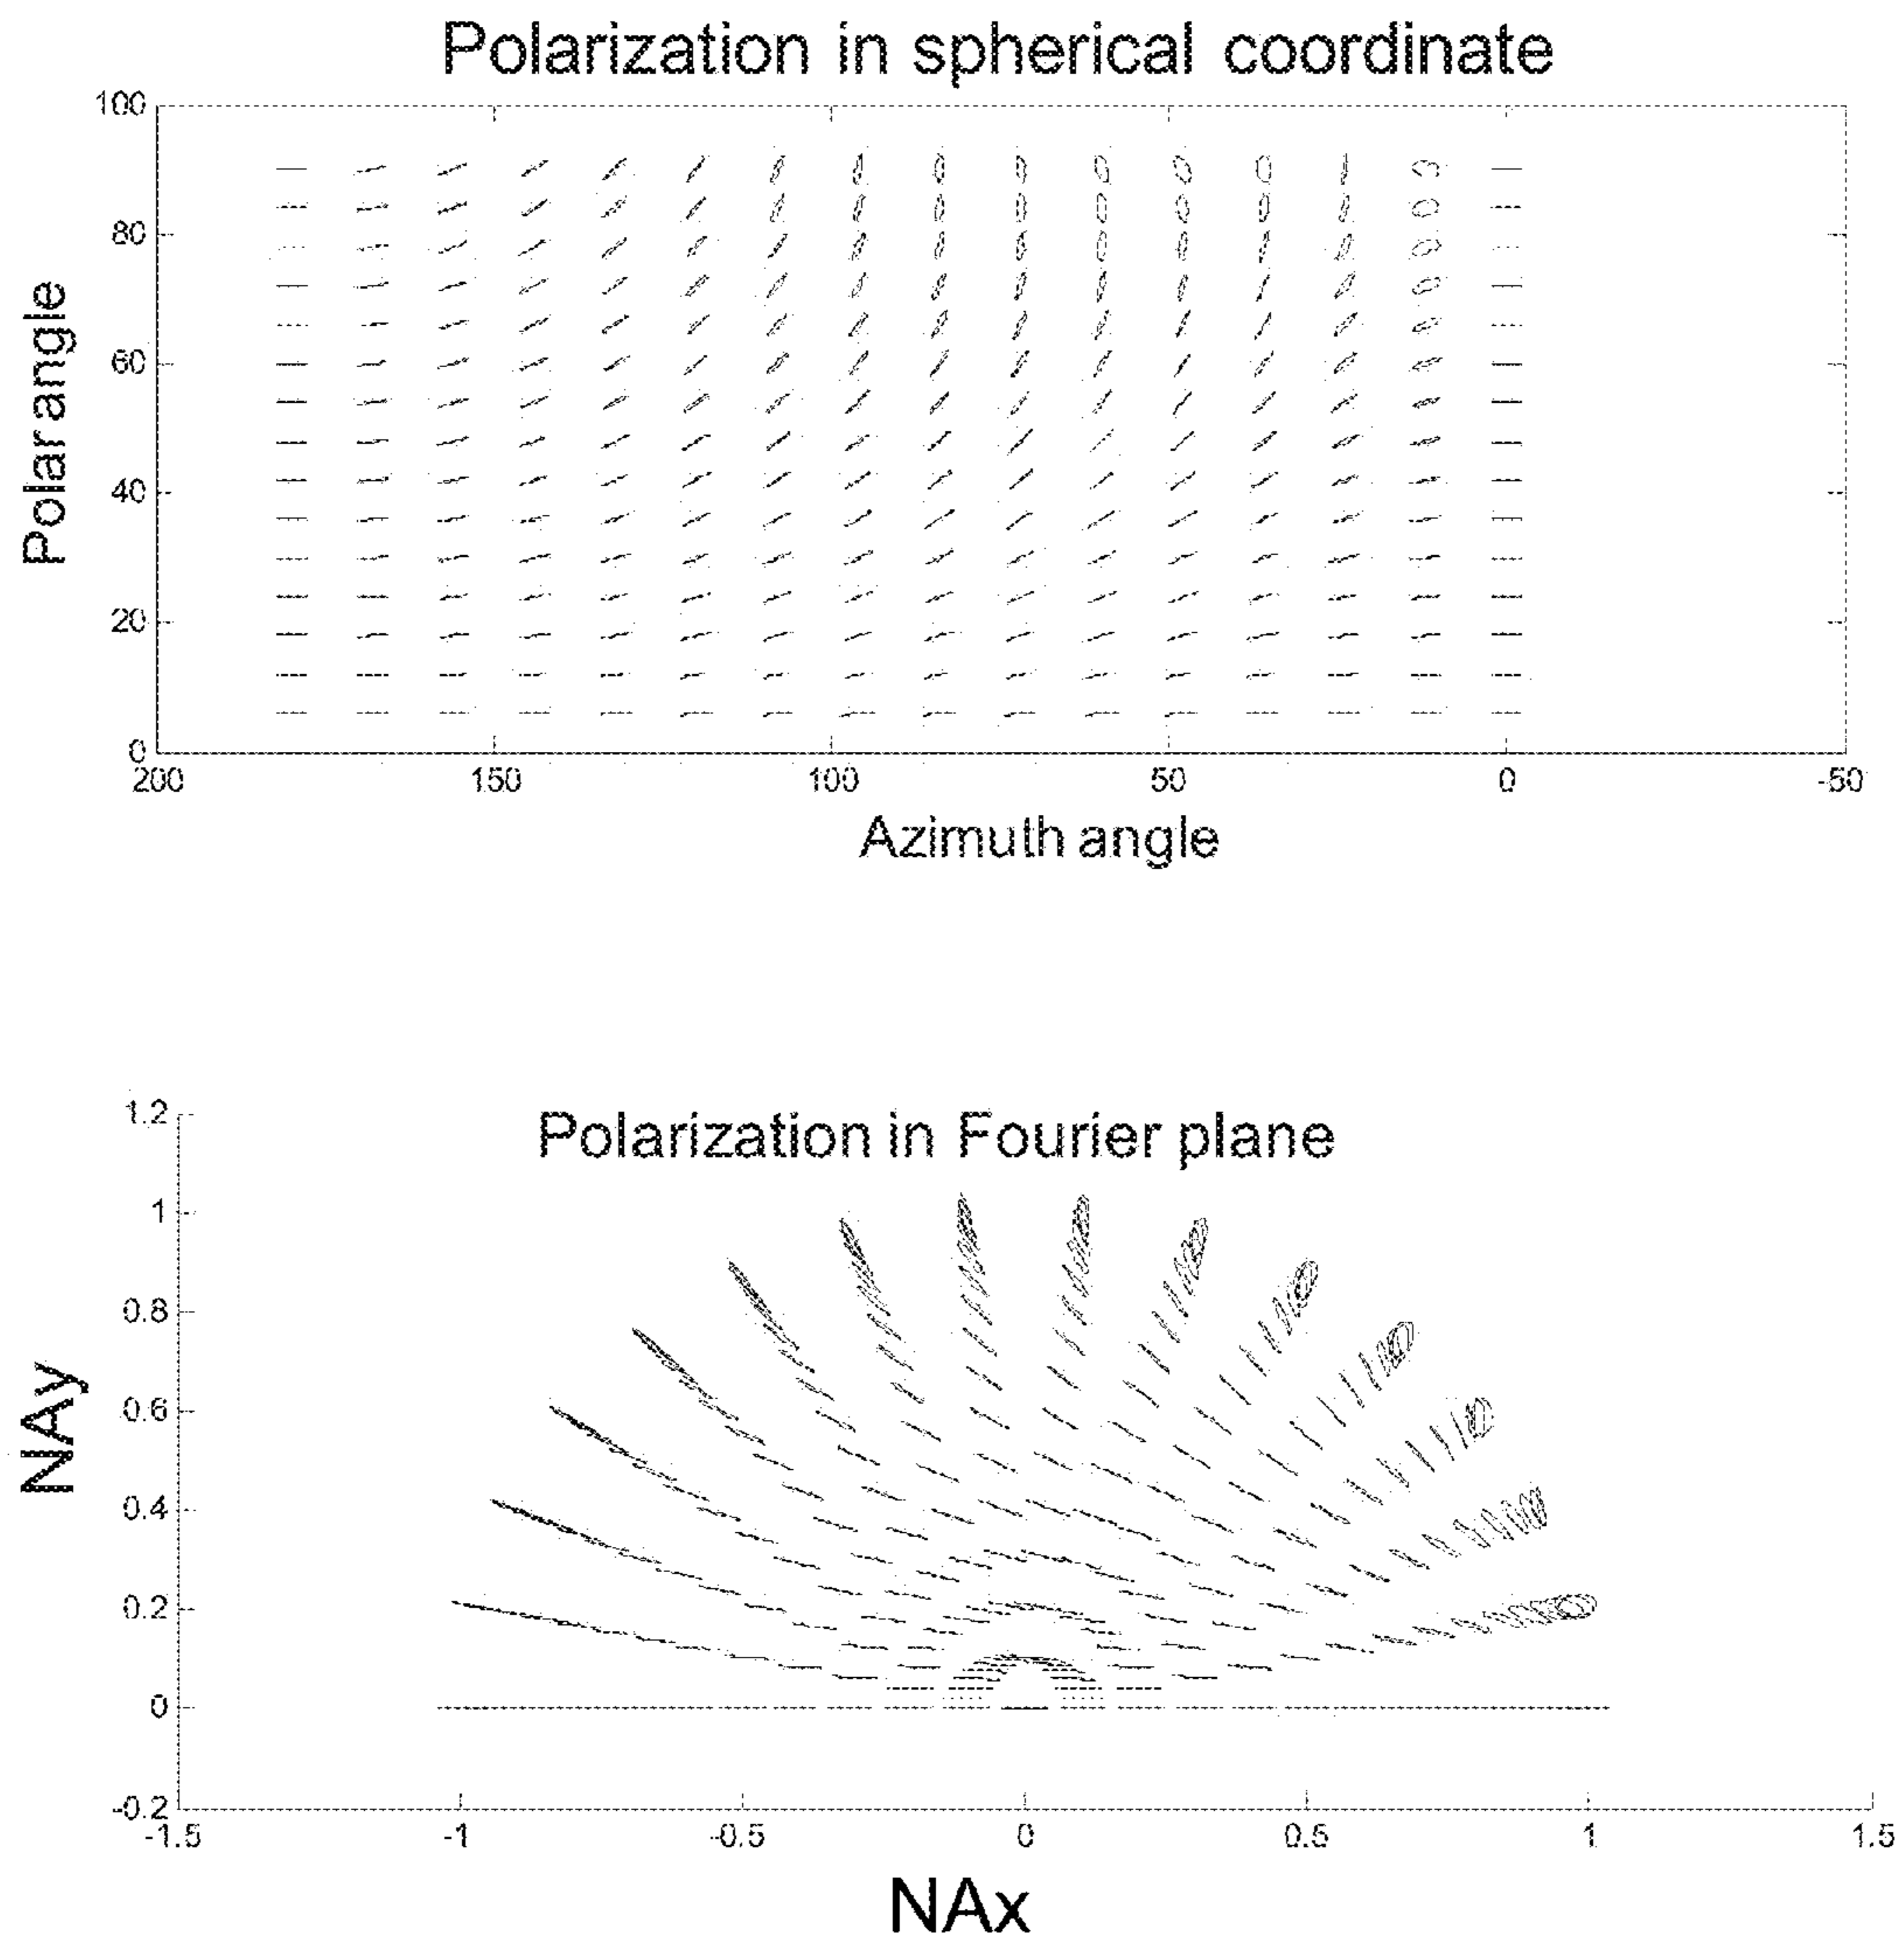 Polarization in spherical coordinate
100
80
60
40
20
0
Polar angle
200 150 100 50 0 -50
Azimuth angle
Polarization in Fourier plane
1.2
1
0.8
0.6
0.4
0.2
0
-0.2
NAy
-1.5 -1 -0.5 0 0.5 1 1.5
NAx